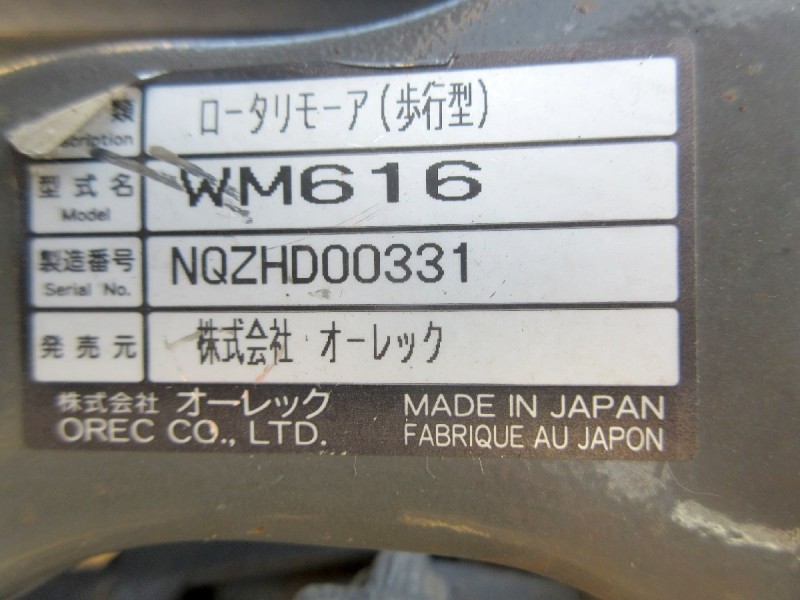 類 ロータリモーア(歩行型)
scription
型式名 WM616
Model
製造番号 NQZHD00331
Serial No.
発売元 株式会社 オーレック
株式会社 オーレック MADE IN JAPAN
OREC CO., LTD. FABRIQUE AU JAPON